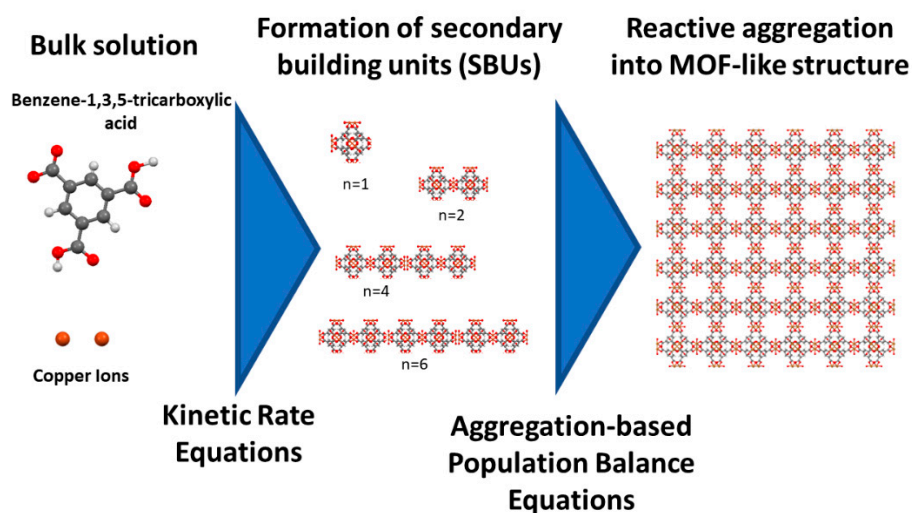 Bulk solution
Benzene-1,3,5-tricarboxylic
acid
Copper Ions
Kinetic Rate
Equations
Formation of secondary
building units (SBUs)
n=1
n=2
n=4
n=6
Aggregation-based
Population Balance
Equations
Reactive aggregation
into MOF-like structure